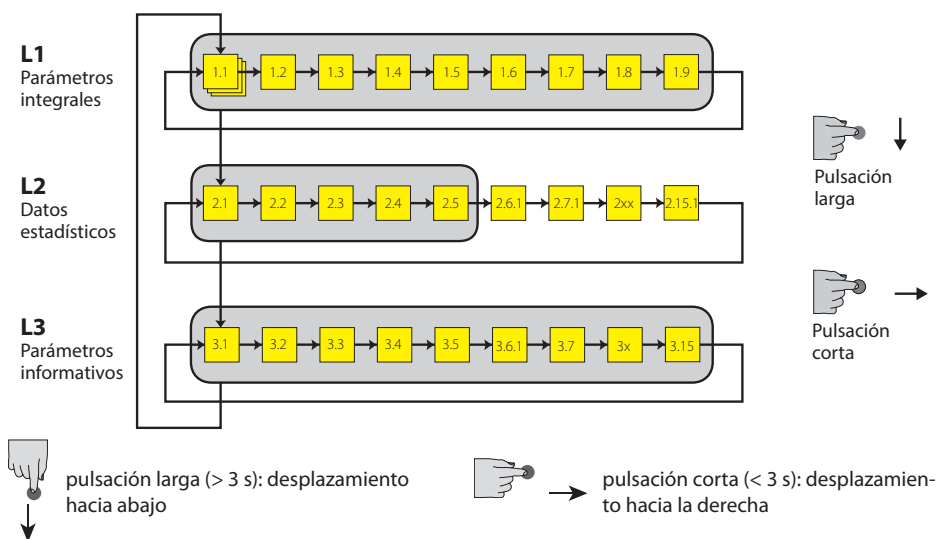 L1
Parámetros
integrales
1.1 1.2 1.3 1.4 1.5 1.6 1.7 1.8 1.9
Pulsación
larga
L2
Datos
estadísticos
2.1 2.2 2.3 2.4 2.5 2.6.1 2.7.1 2xx 2.15.1
Pulsación
corta
L3
Parámetros
informativos
3.1 3.2 3.3 3.4 3.5 3.6.1 3.7 3x 3.15
pulsación larga (> 3 s): desplazamiento
hacia abajo
pulsación corta (< 3 s): desplazamien-
to hacia la derecha